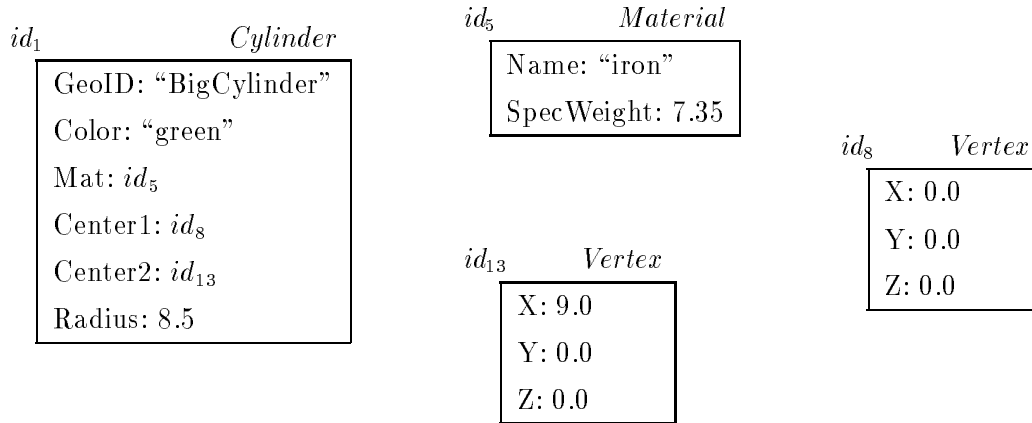 id₁ Cylinder
GeoID: “BigCylinder”
Color: “green”
Mat: id₅
Center1: id₈
Center2: id₁₃
Radius: 8.5
id₅ Material
Name: “iron”
SpecWeight: 7.35
id₁₃ Vertex
X: 9.0
Y: 0.0
Z: 0.0
id₈ Vertex
X: 0.0
Y: 0.0
Z: 0.0